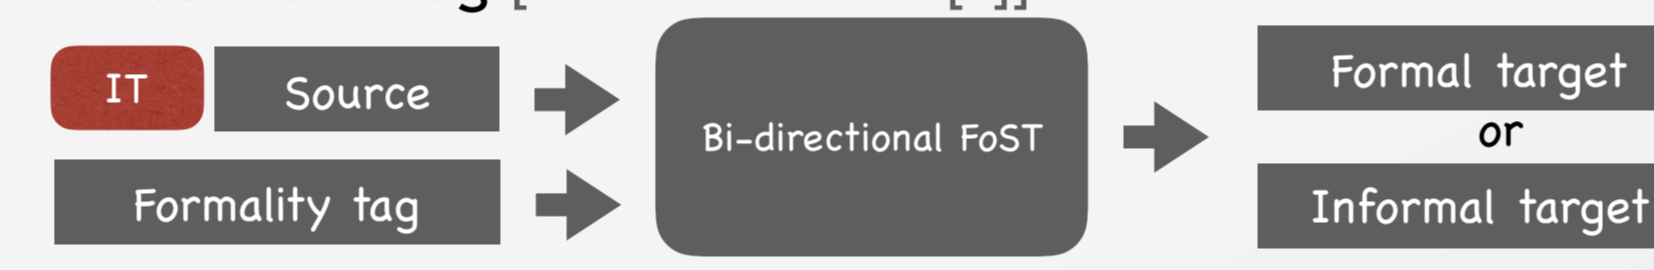 IT Source
Formality tag
Bi-directional FoST
Formal target
or
Informal target